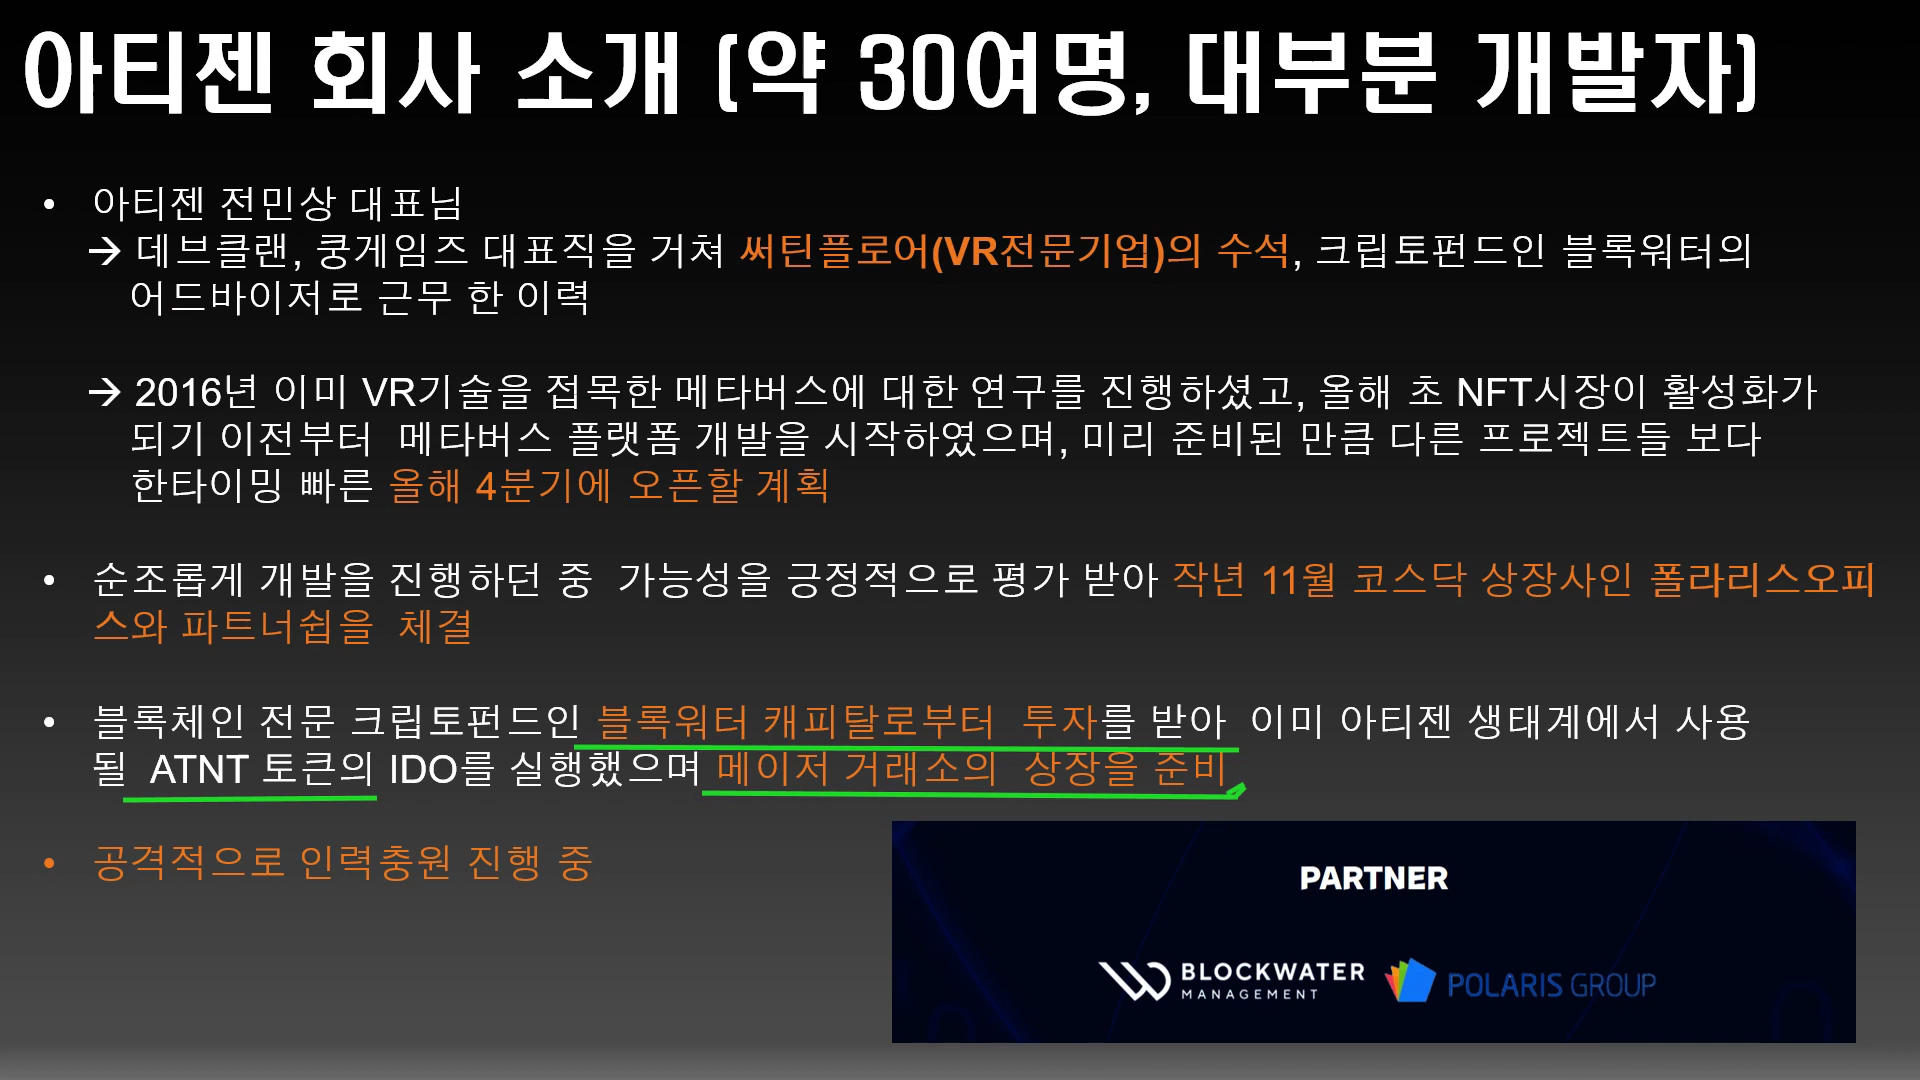 아티젠 회사 소개 (약 30여명, 대부분 개발자)
• 아티젠 전민상 대표님
→ 데브클랜, 쿵게임즈 대표직을 거쳐 써틴플로어(VR전문기업)의 수석, 크립토펀드인 블록워터의
어드바이저로 근무 한 이력
→ 2016년 이미 VR기술을 접목한 메타버스에 대한 연구를 진행하셨고, 올해 초 NFT시장이 활성화가
되기 이전부터 메타버스 플랫폼 개발을 시작하였으며, 미리 준비된 만큼 다른 프로젝트들 보다
한타이밍 빠른 올해 4분기에 오픈할 계획
• 순조롭게 개발을 진행하던 중 가능성을 긍정적으로 평가 받아 작년 11월 코스닥 상장사인 폴라리스오피
스와 파트너쉽을 체결
• 블록체인 전문 크립토펀드인 블록워터 캐피탈로부터 투자를 받아 이미 아티젠 생태계에서 사용
될 ATNT 토큰의 IDO를 실행했으며 메이저 거래소의 상장을 준비
• 공격적으로 인력충원 진행 중
PARTNER
BLOCKWATER
MANAGEMENT
POLARIS GROUP